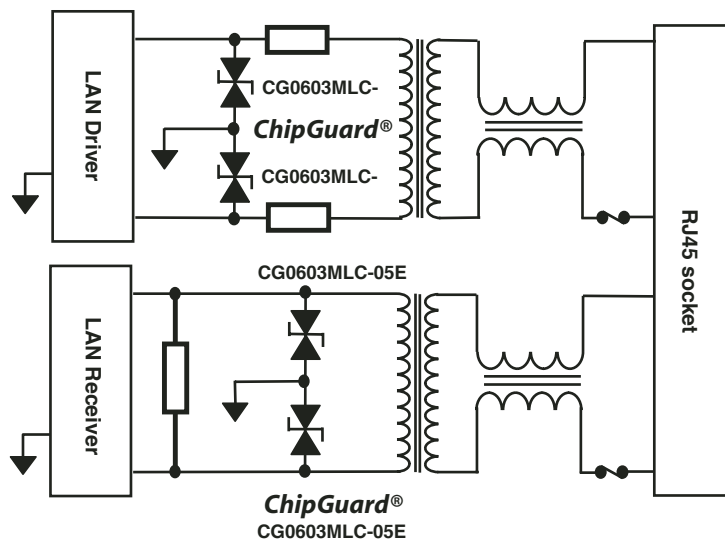 LAN Driver
CG0603MLC-
ChipGuard®
CG0603MLC-
RJ45 socket
CG0603MLC-05E
LAN Receiver
ChipGuard®
CG0603MLC-05E